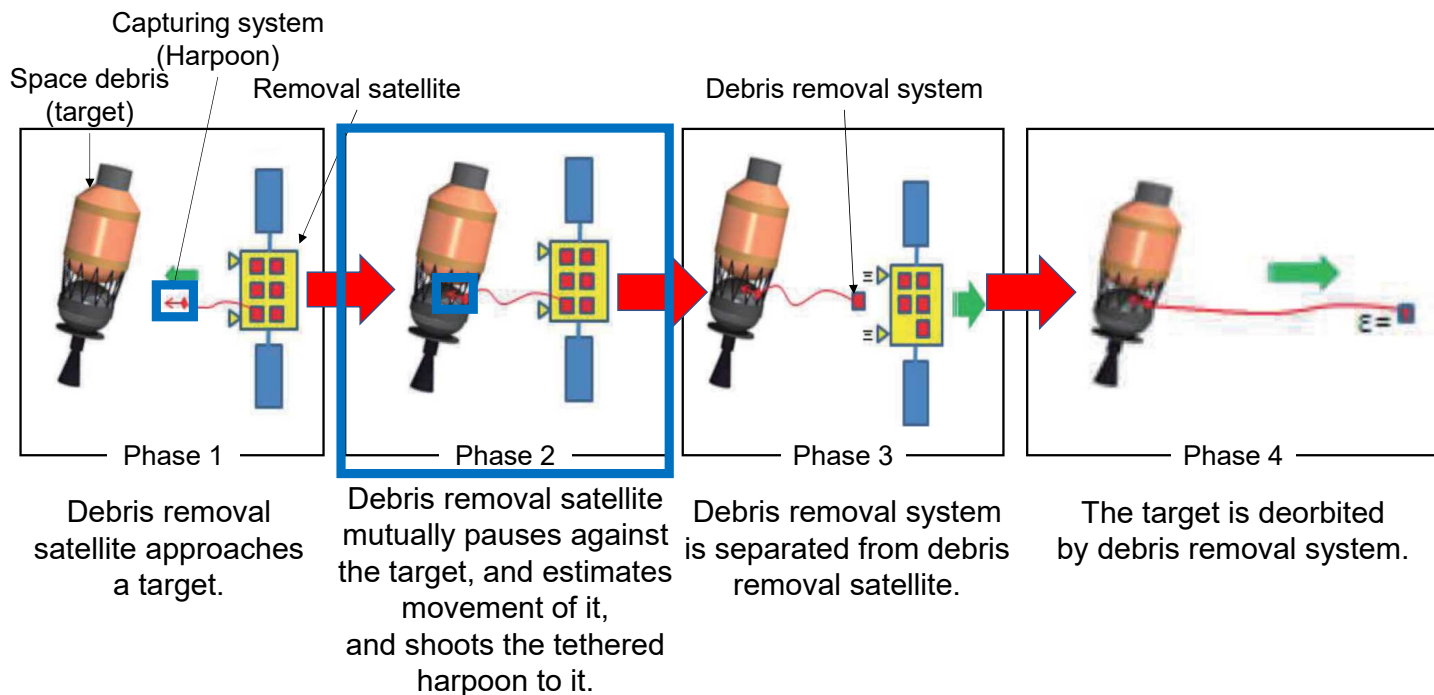 Capturing system
(Harpoon)
Space debris
(target)
Removal satellite
Debris removal system
Phase 1
Phase 2
Phase 3
Phase 4
Debris removal
satellite approaches
a target.
Debris removal satellite
mutually pauses against
the target, and estimates
movement of it,
and shoots the tethered
harpoon to it.
Debris removal system
is separated from debris
removal satellite.
The target is deorbited
by debris removal system.